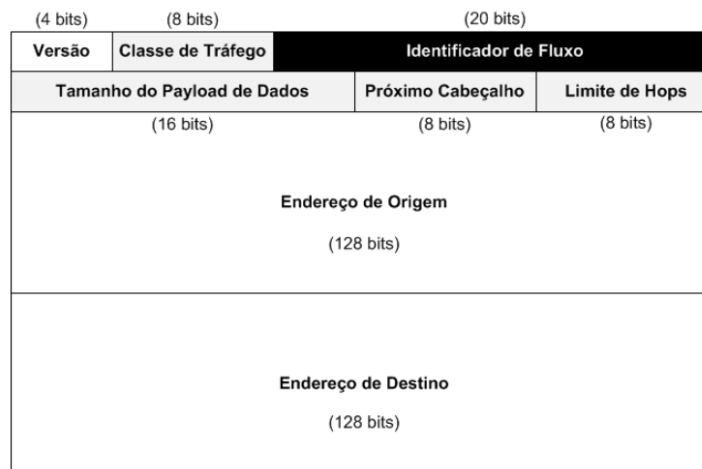 (4 bits) (8 bits) (20 bits)
Versão Classe de Tráfego Identificador de Fluxo
Tamanho do Payload de Dados Próximo Cabeçalho Limite de Hops
(16 bits) (8 bits) (8 bits)
Endereço de Origem
(128 bits)
Endereço de Destino
(128 bits)